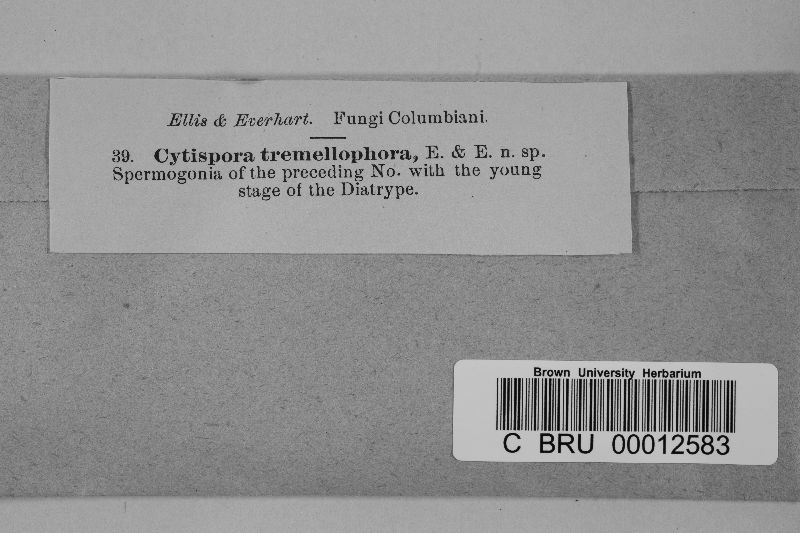 Ellis & Everhart. Fungi Columbiani.
39. Cytispora tremellophora, E. & E. n. sp.
Spermogonia of the preceding No. with the young
stage of the Diatrype.
Brown University Herbarium
C BRU 00012583